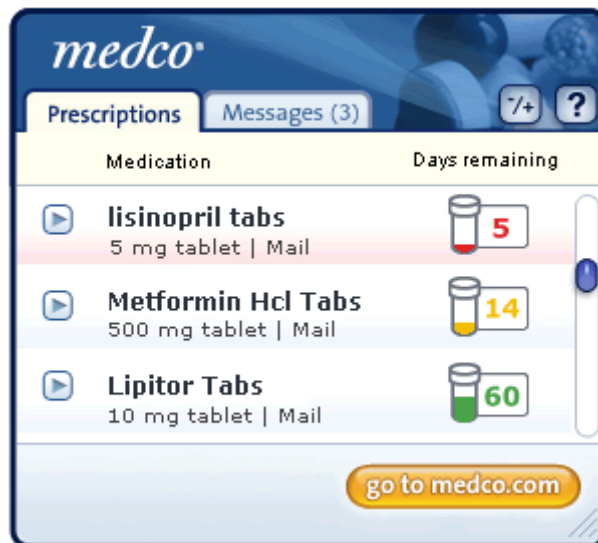 medco®
Prescriptions
Messages (3)
-/+
?
Medication
Days remaining
lisinopril tabs
5
5 mg tablet | Mail
Metformin Hcl Tabs
14
500 mg tablet | Mail
Lipitor Tabs
60
10 mg tablet | Mail
go to medco.com